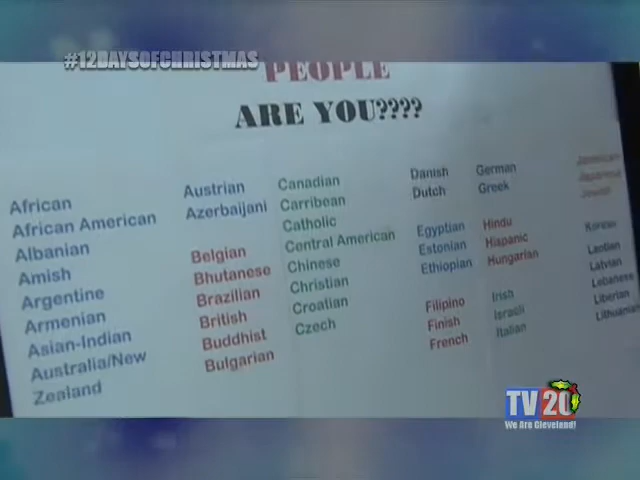 #12DAYSOFCHRISTMAS
PEOPLE
ARE YOU????
African
African American
Albanian
Amish
Argentine
Armenian
Asian-Indian
Australia/New
Zealand
Austrian
Azerbaijani
Belgian
Bhutanese
Brazilian
British
Buddhist
Bulgarian
Canadian
Carribean
Catholic
Central American
Chinese
Christian
Croatian
Czech
Danish
Dutch
Egyptian
Estonian
Ethiopian
Filipino
Finish
French
German
Greek
Hindu
Hispanic
Hungarian
Irish
Israeli
Italian
Jamaican
Japanese
Jewish
Korean
Laotian
Latvian
Lebanese
Liberian
Lithuanian
TV20
We Are Cleveland!